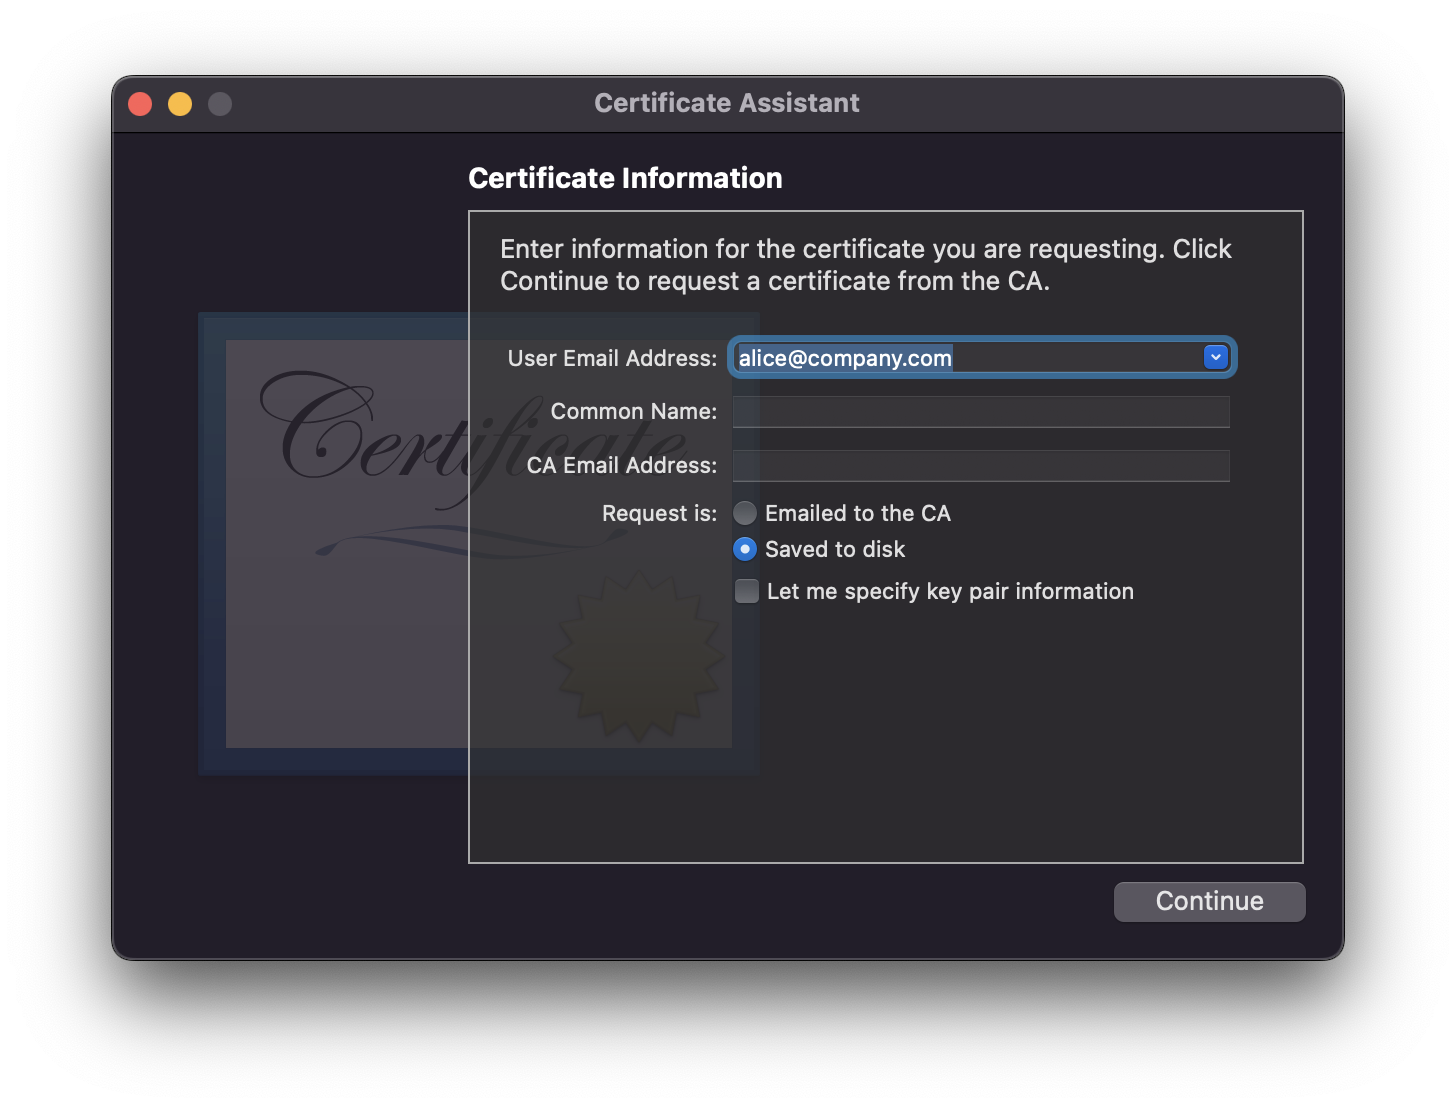 Certificate Assistant
Certificate Information
Enter information for the certificate you are requesting. Click
Continue to request a certificate from the CA.
User Email Address: alice@company.com
Common Name:
CA Email Address:
Request is: Emailed to the CA
Saved to disk
Let me specify key pair information
Certificate
Continue